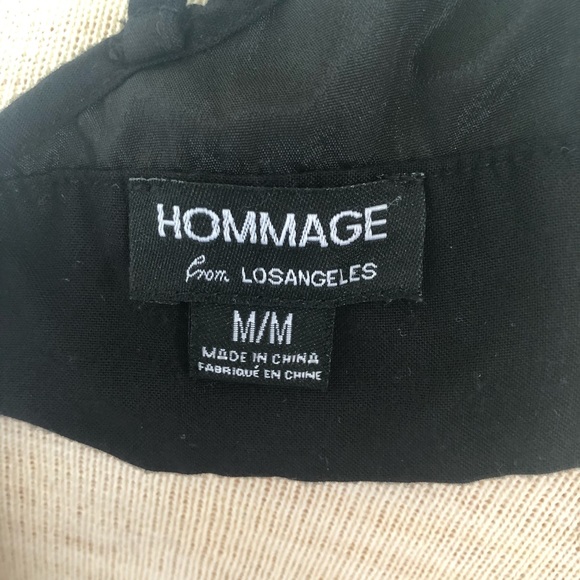 HOMMAGE
from LOSANGELES
M/M
MADE IN CHINA
FABRIQUÉ EN CHINE